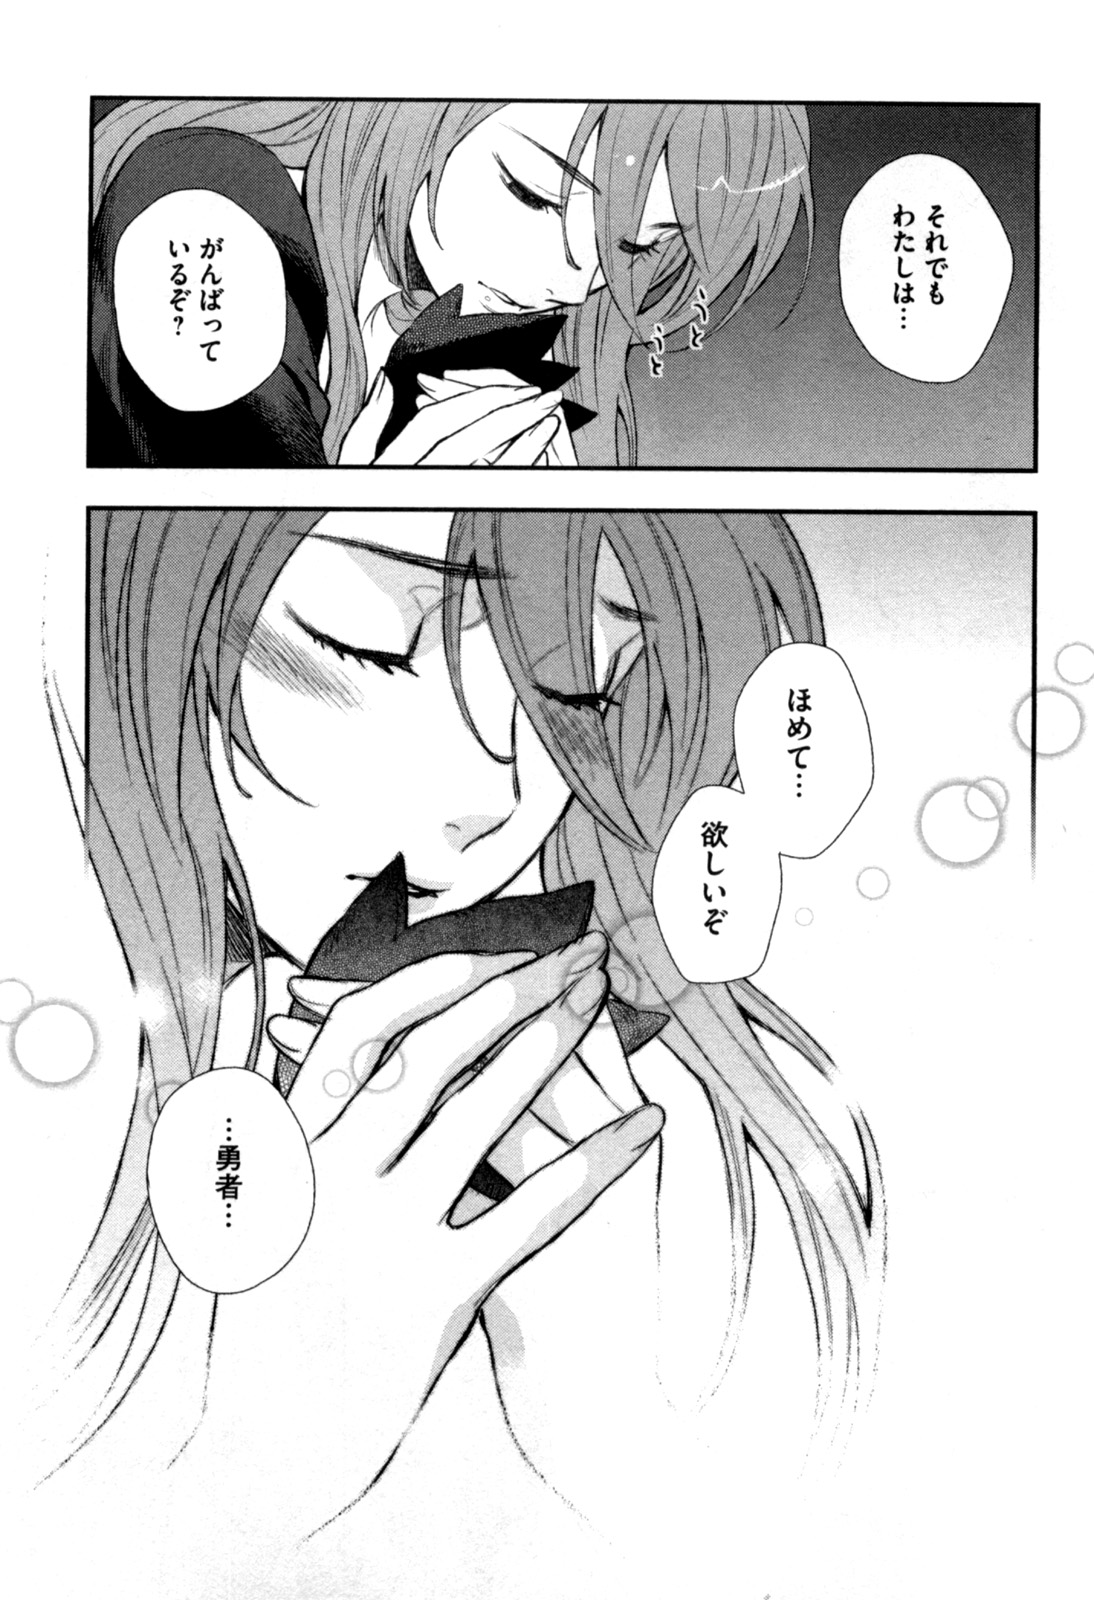 それでも
わたしは…
うと
うと
がんばって
いるぞ?
ほめて…
欲しいぞ
…勇者…